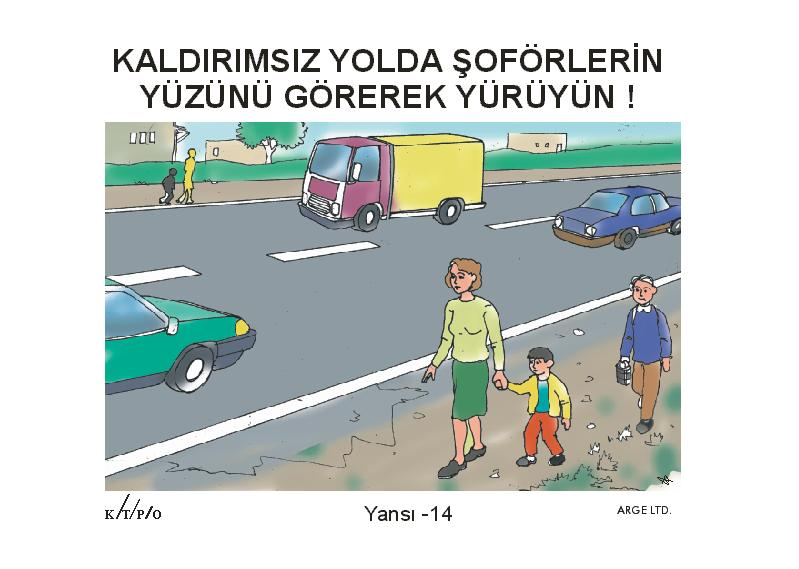 KALDIRIMSIZ YOLDA ŞOFÖRLERİN
YÜZÜNÜ GÖREREK YÜRÜYÜN !
K/T/P/O
Yansı -14
ARGE LTD.